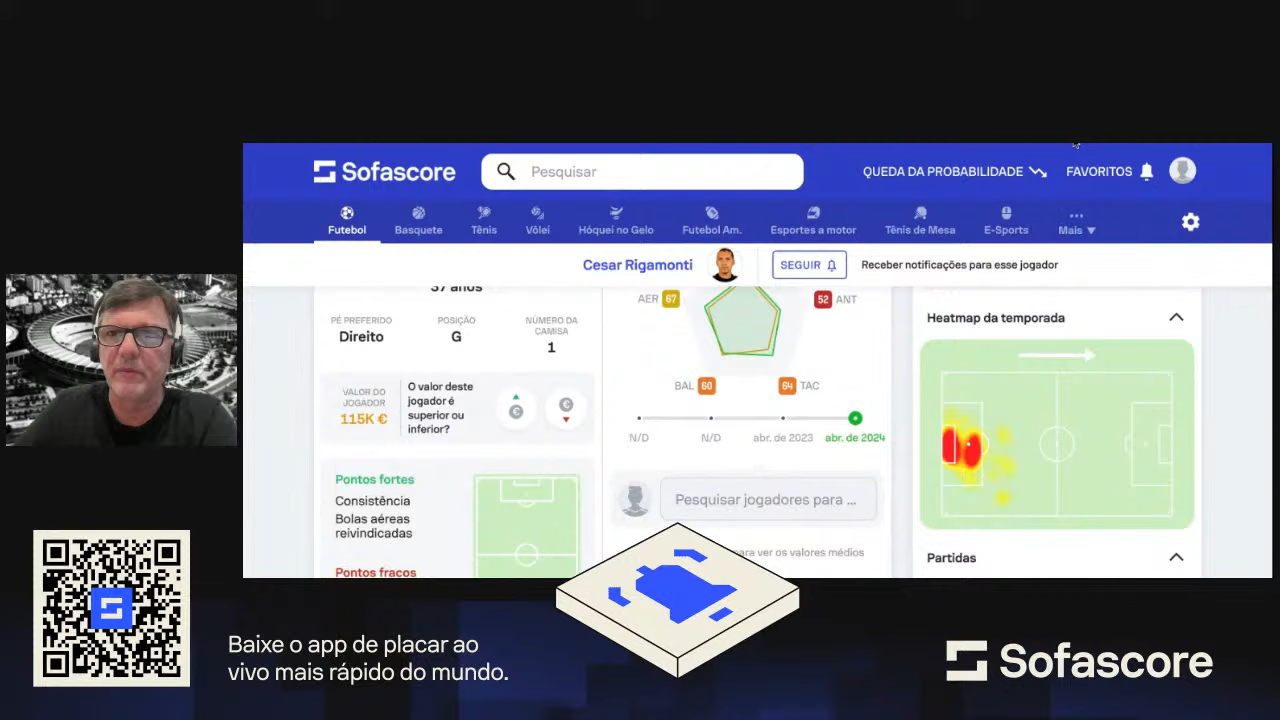 Sofascore
Pesquisar
QUEDA DA PROBABILIDADE
FAVORITOS
Futebol
Basquete
Tênis
Vôlei
Hóquei no Gelo
Futebol Am.
Esportes a motor
Tênis de Mesa
E-Sports
Mais
Cesar Rigamonti
SEGUIR
Receber notificações para esse jogador
37 anos
PÉ PREFERIDO
Direito
POSIÇÃO
G
NÚMERO DA
CAMISA
1
VALOR DO
JOGADOR
115K €
O valor deste
jogador é
superior ou
inferior?
Pontos fortes
Consistência
Bolas aéreas
reivindicadas
Pontos fracos
AER 67
52 ANT
BAL 60
64 TAC
N/D
N/D
abr. de 2023
abr. de 2024
Pesquisar jogadores para ...
para ver os valores médios
Heatmap da temporada
Partidas
Baixe o app de placar ao
vivo mais rápido do mundo.
Sofascore